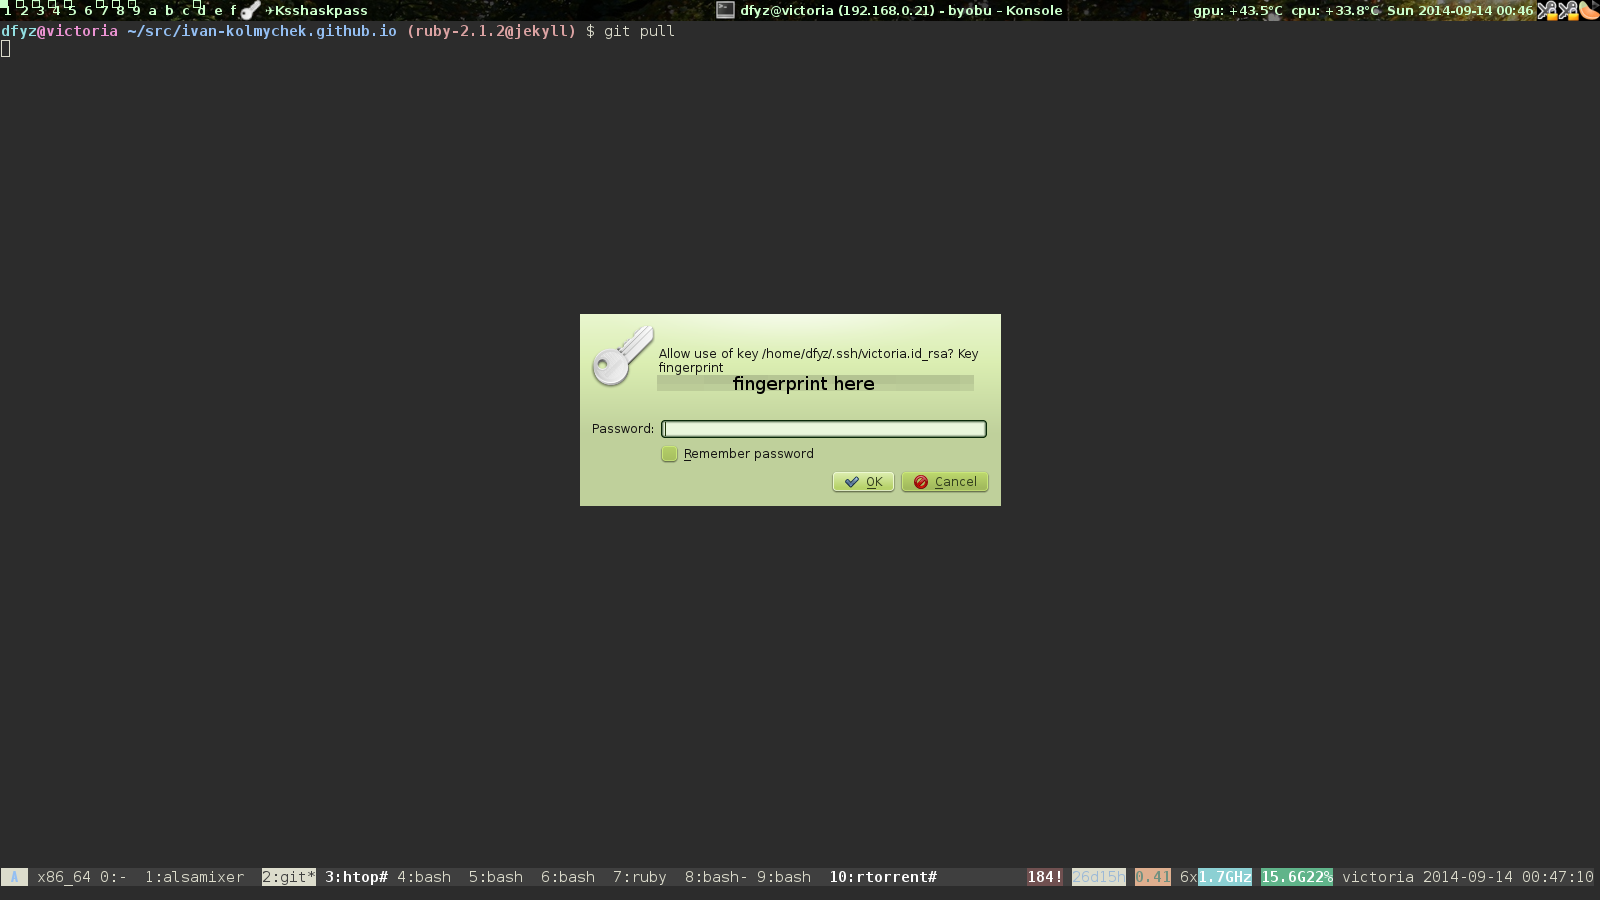 1 2 3 4 5 6 7 8 9 a b c d e f Ksshaskpass dfyz@victoria (192.168.0.21) - byobu – Konsole gpu: +43.5°C cpu: +33.8°C Sun 2014-09-14 00:46
dfyz@victoria ~/src/ivan-kolmychek.github.io (ruby-2.1.2@jekyll) $ git pull
Allow use of key /home/dfyz/.ssh/victoria.id_rsa? Key
fingerprint
fingerprint here
Password:
Remember password
OK Cancel
A x86_64 0:- 1:alsamixer 2:git* 3:htop# 4:bash 5:bash 6:bash 7:ruby 8:bash- 9:bash 10:rtorrent# 184! 26d15h 0.41 6x1.7GHz 15.6G22% victoria 2014-09-14 00:47:10